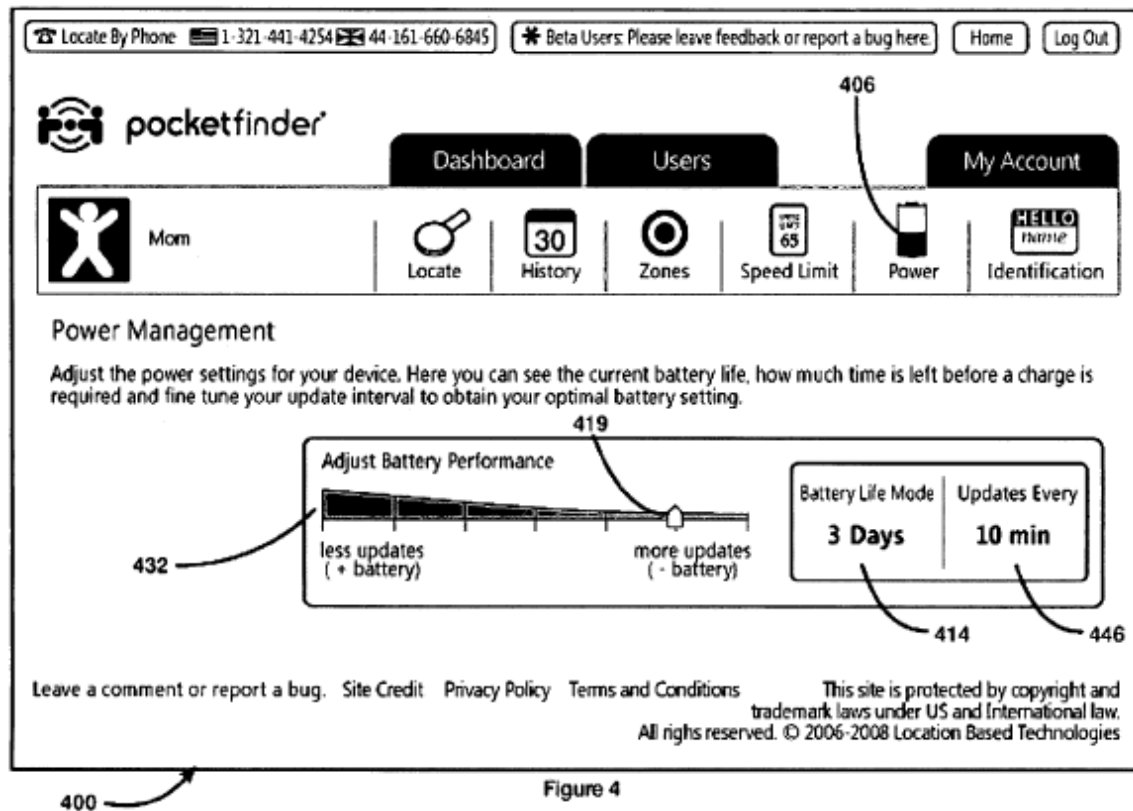 Locate By Phone 1-321-441-4254 44-161-660-6845 Beta Users: Please leave feedback or report a bug here. Home Log Out
406
pocketfinder
Dashboard Users My Account
Mom
30
65
HELLO
name
Locate History Zones Speed Limit Power Identification
Power Management
Adjust the power settings for your device. Here you can see the current battery life, how much time is left before a charge is
required and fine tune your update interval to obtain your optimal battery setting.
419
Adjust Battery Performance
Battery Life Mode Updates Every
3 Days 10 min
less updates more updates
( + battery) ( - battery)
432
414 446
Leave a comment or report a bug. Site Credit Privacy Policy Terms and Conditions This site is protected by copyright and
trademark laws under US and International law.
All righs reserved. © 2006-2008 Location Based Technologies
400
Figure 4